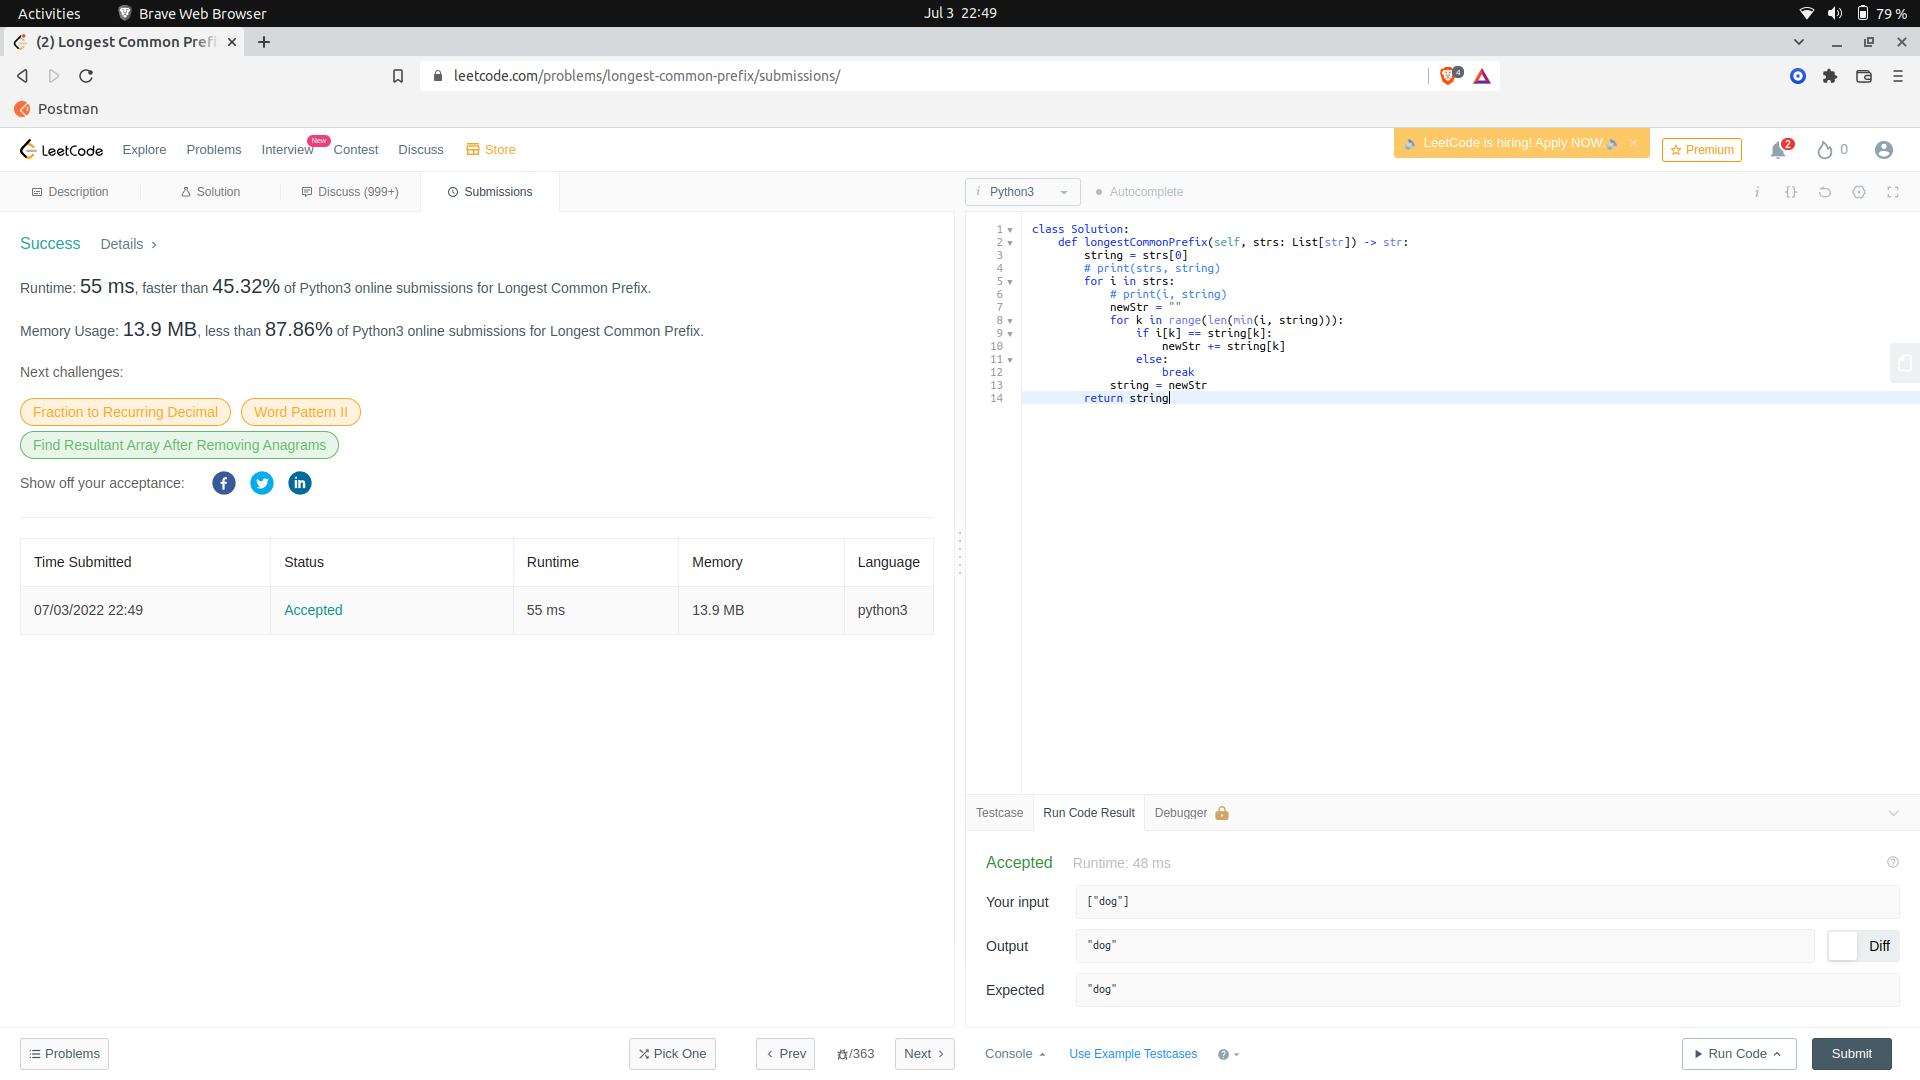 Activities
Brave Web Browser
Jul 3 22:49
79 %
(2) Longest Common Prefi
leetcode.com/problems/longest-common-prefix/submissions/
4
Postman
LeetCode
Explore
Problems
Interview
New
Contest
Discuss
Store
LeetCode is hiring! Apply NOW.
Premium
2
0
Description
Solution
Discuss (999+)
Submissions
Python3
Autocomplete
Success
Details
Runtime: 55 ms, faster than 45.32% of Python3 online submissions for Longest Common Prefix.
Memory Usage: 13.9 MB, less than 87.86% of Python3 online submissions for Longest Common Prefix.
Next challenges:
Fraction to Recurring Decimal
Word Pattern II
Find Resultant Array After Removing Anagrams
Show off your acceptance:
Time Submitted Status Runtime Memory Language
07/03/2022 22:49 Accepted 55 ms 13.9 MB python3
1 class Solution:
2     def longestCommonPrefix(self, strs: List[str]) -> str:
3         string = strs[0]
4         # print(strs, string)
5         for i in strs:
6             # print(i, string)
7             newStr = ""
8             for k in range(len(min(i, string))):
9                 if i[k] == string[k]:
10                     newStr += string[k]
11                 else:
12                     break
13             string = newStr
14         return string
Testcase
Run Code Result
Debugger
Accepted
Runtime: 48 ms
Your input
["dog"]
Output
"dog"
Diff
Expected
"dog"
Problems
Pick One
Prev
/363
Next
Console
Use Example Testcases
Run Code
Submit